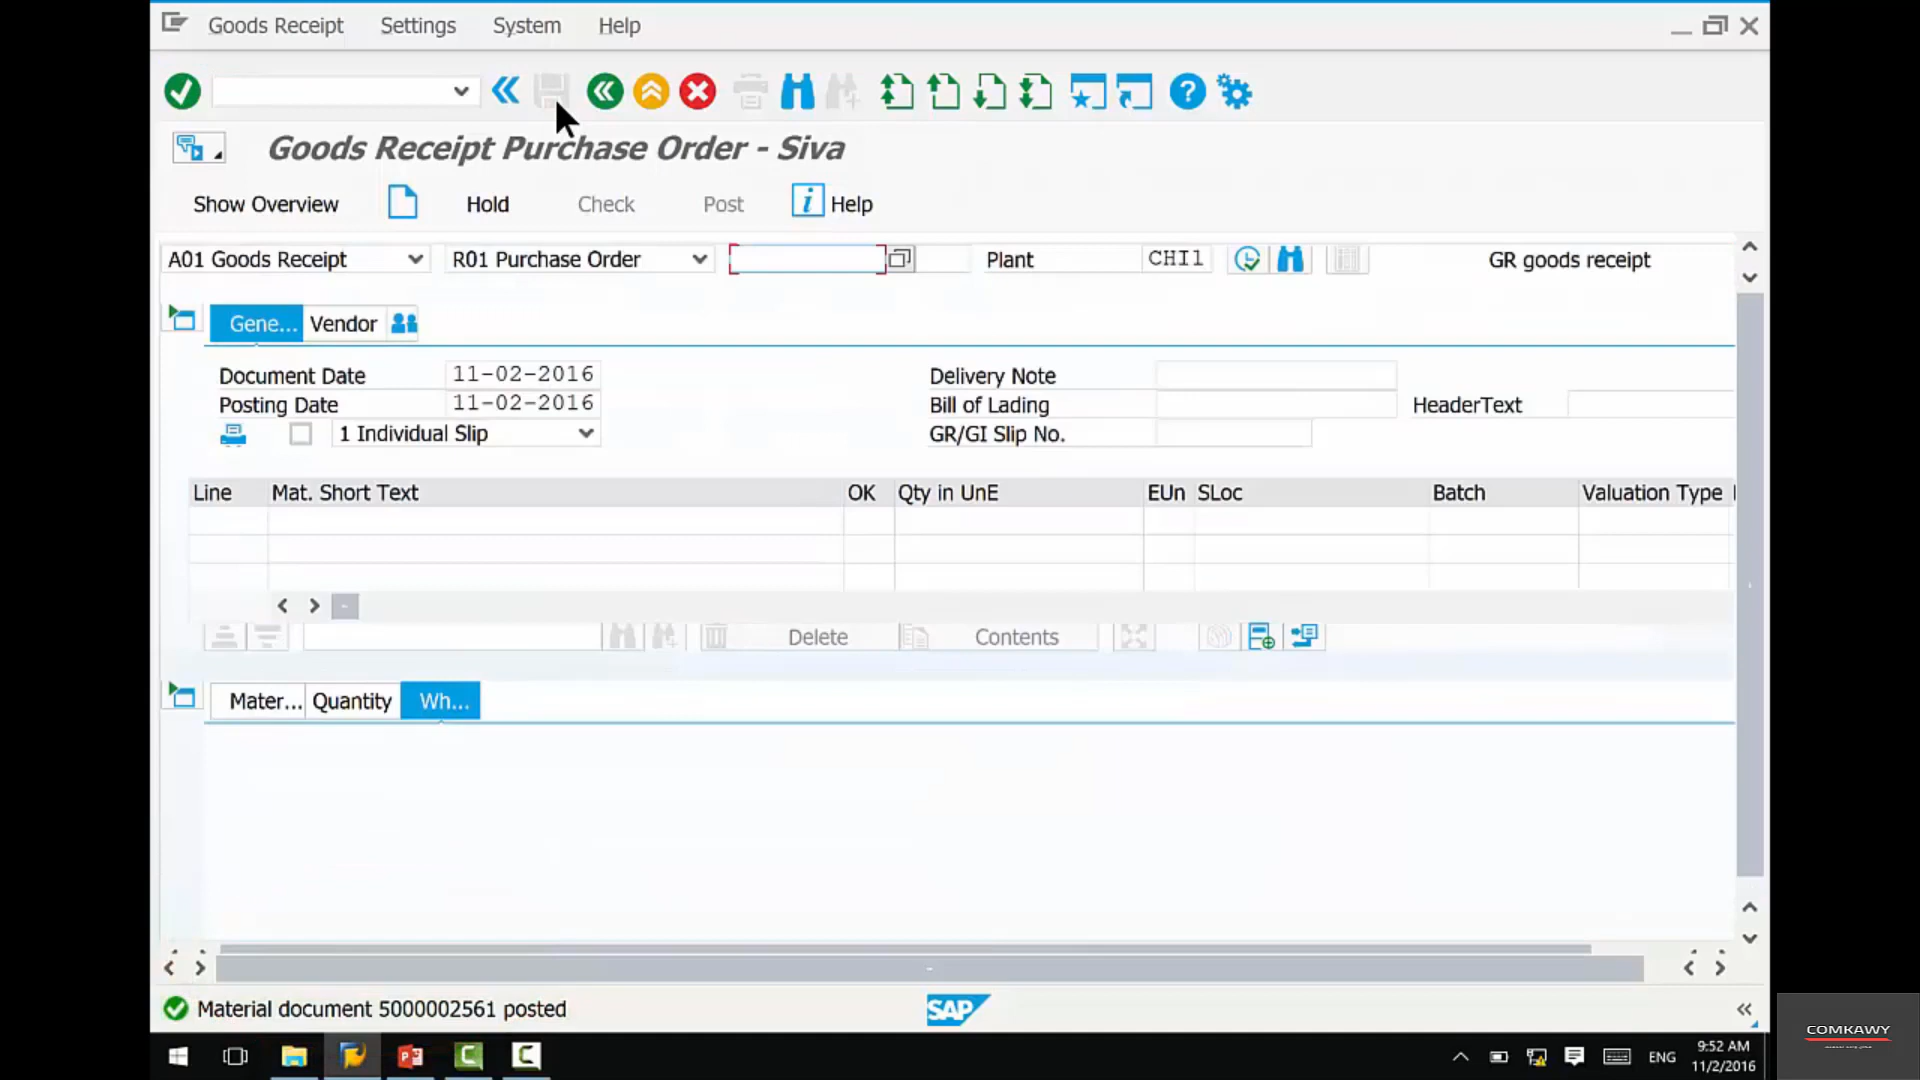 Goods Receipt Settings System Help
Goods Receipt Purchase Order - Siva
Show Overview Hold Check Post i Help
A01 Goods Receipt R01 Purchase Order Plant CHI1 GR goods receipt
Gene... Vendor
Document Date 11-02-2016 Delivery Note
Posting Date 11-02-2016 Bill of Lading HeaderText
1 Individual Slip GR/GI Slip No.
Line Mat. Short Text OK Qty in UnE EUn SLoc Batch Valuation Type
Delete Contents
Mater... Quantity Wh...
Material document 5000002561 posted SAP
ENG 9:52 AM
11/2/2016
COMKAWY